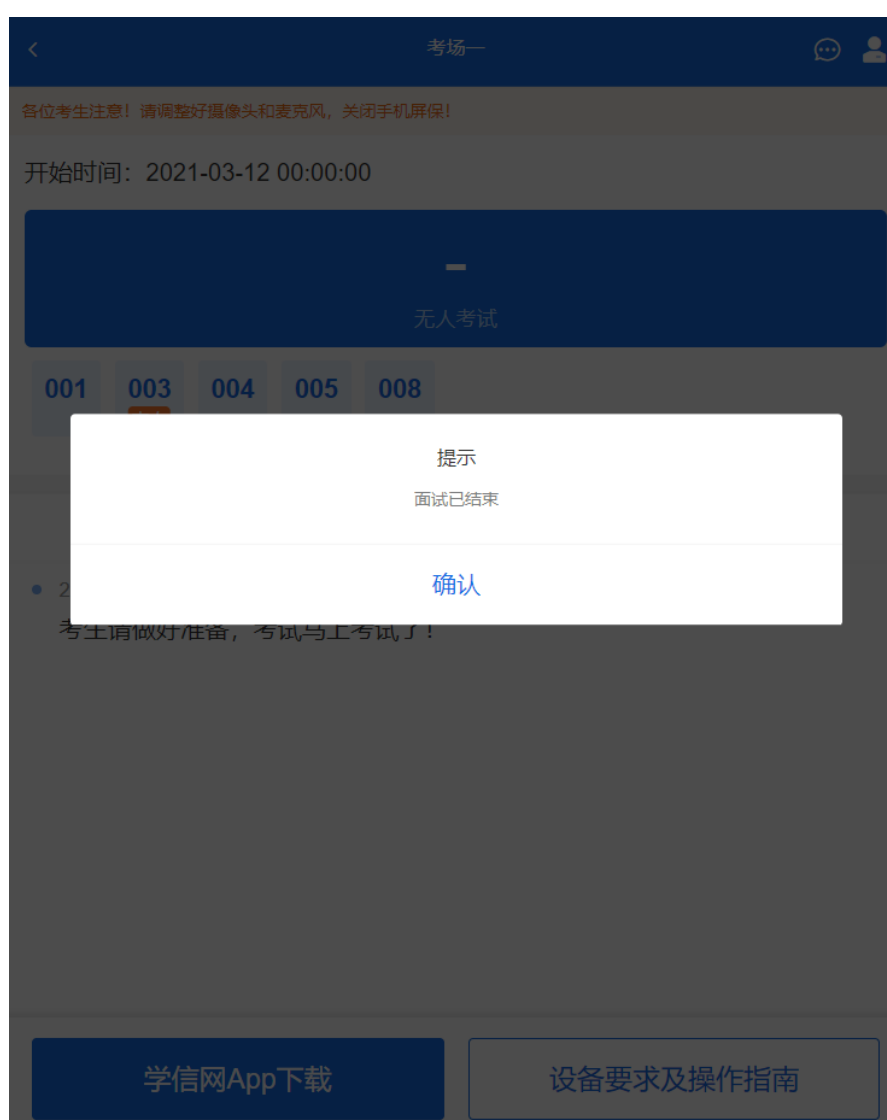 考场一
各位考生注意！请调整好摄像头和麦克风，关闭手机屏保！
开始时间：2021-03-12 00:00:00
-
无人考试
001 003 004 005 008
提示
面试已结束
确认
2
考生请做好准备，考试马上考试了！
学信网App下载 设备要求及操作指南